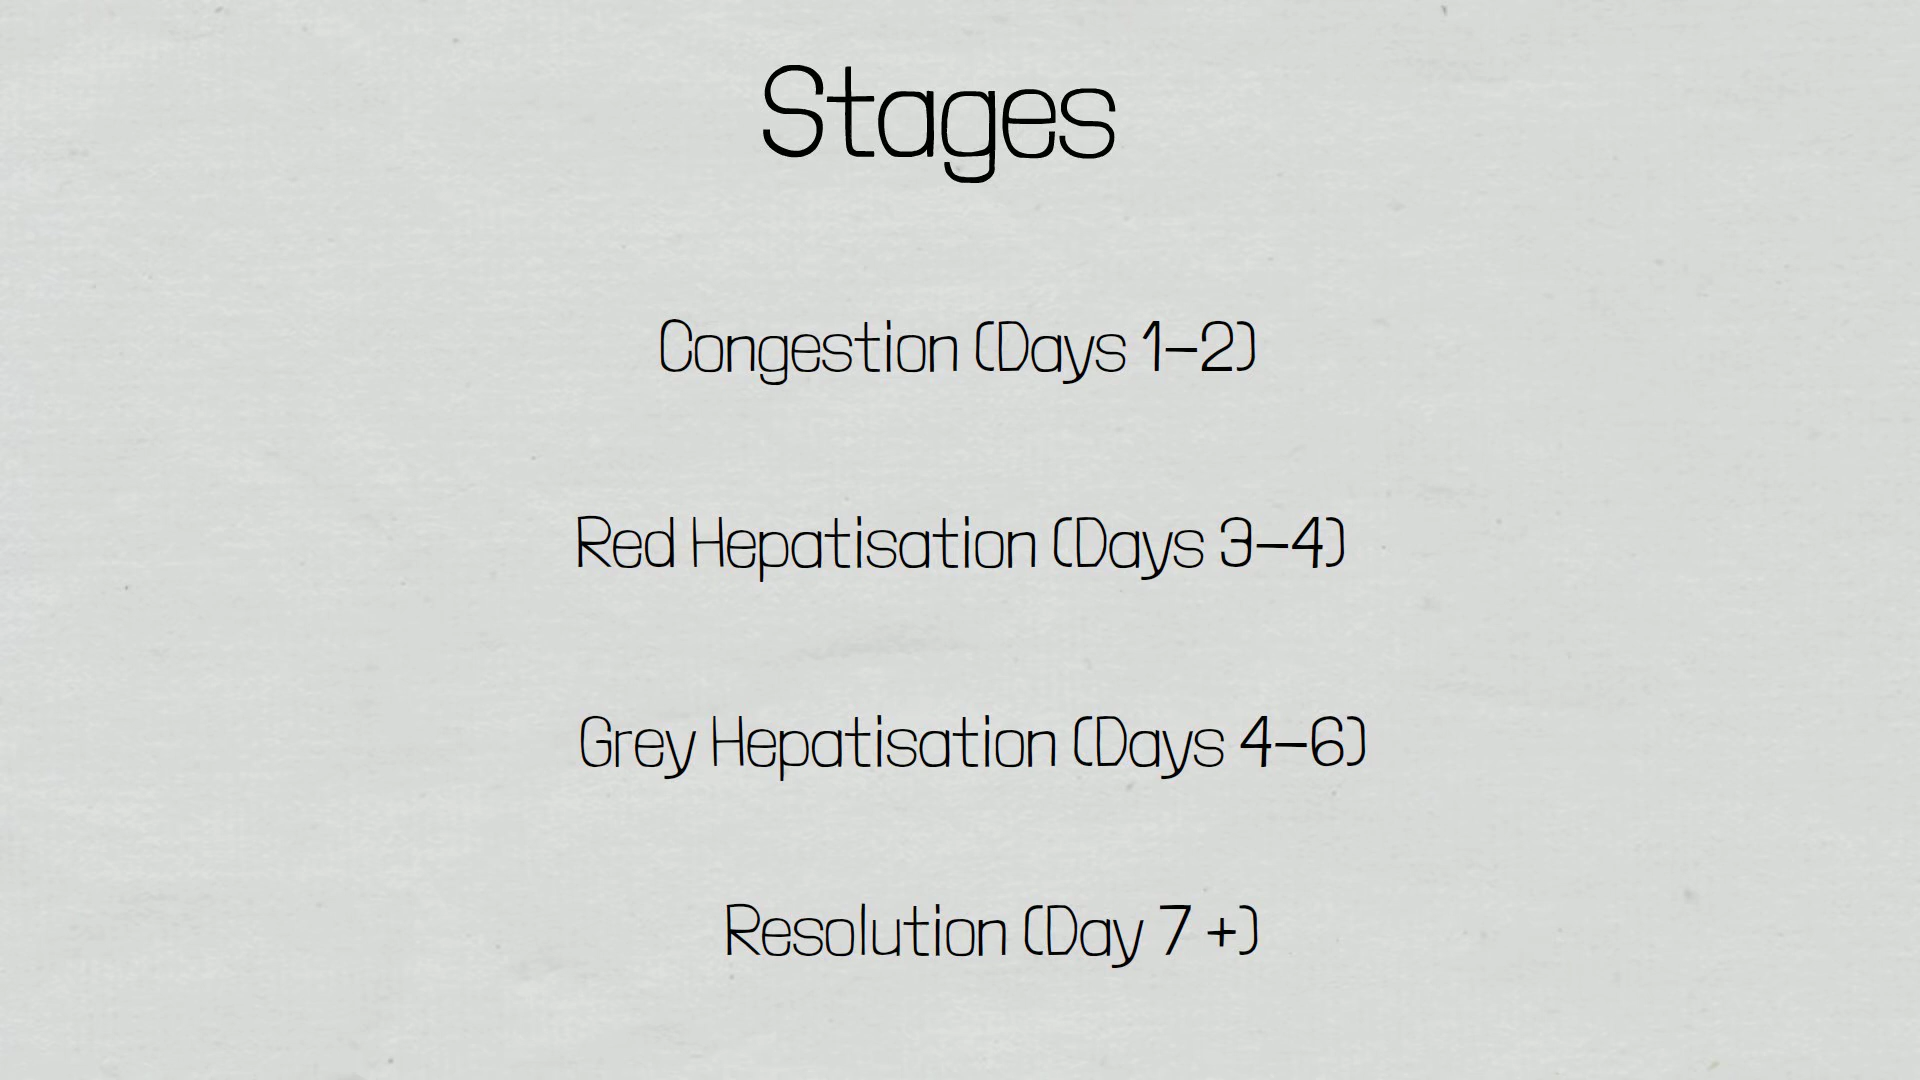 Stages
Congestion (Days 1–2)
Red Hepatisation (Days 3–4)
Grey Hepatisation (Days 4–6)
Resolution (Day 7 +)